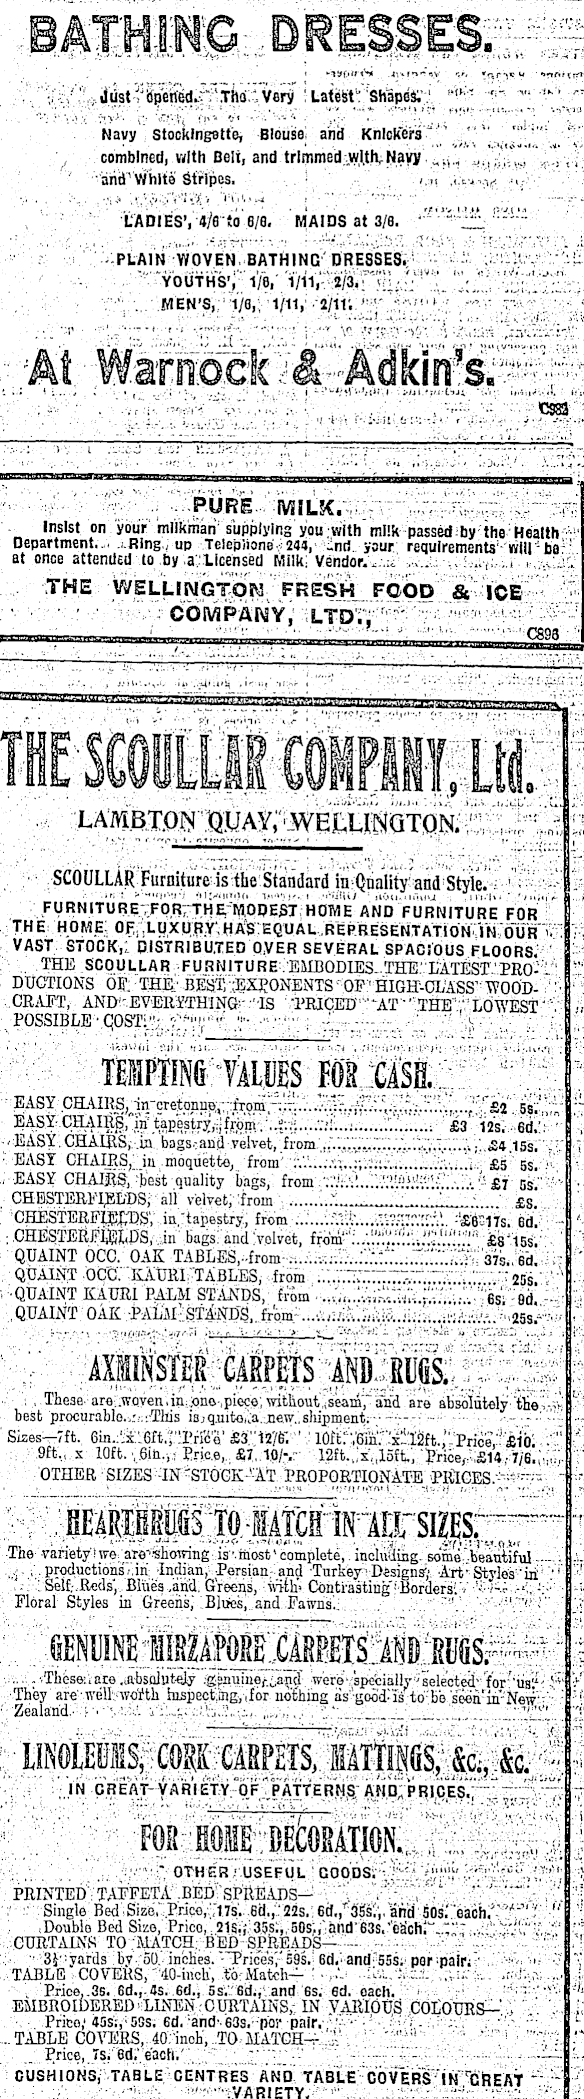 BATHING DRESSES.
Just opened. The Very Latest Shapes.
Navy Stockingette, Blouse and Knickers
combined, with Belt, and trimmed with Navy
and White Stripes.
LADIES', 4/6 to 6/6. MAIDS at 3/6.
PLAIN WOVEN BATHING DRESSES.
YOUTHS', 1/6, 1/11, 2/3.
MEN'S, 1/6, 1/11, 2/11.
At Warnock & Adkin's.
C982
PURE MILK.
Insist on your milkman supplying you with milk passed by the Health
Department. Ring up Telephone 244, and your requirements will be
at once attended to by a Licensed Milk Vendor.
THE WELLINGTON FRESH FOOD & ICE
COMPANY, LTD.,
C896
THE SCOULLAR COMPANY, Ltd.
LAMBTON QUAY, WELLINGTON.
SCOULLAR Furniture is the Standard in Quality and Style.
FURNITURE FOR THE MODEST HOME AND FURNITURE FOR
THE HOME OF LUXURY HAS EQUAL REPRESENTATION IN OUR
VAST STOCK, DISTRIBUTED OVER SEVERAL SPACIOUS FLOORS.
THE SCOULLAR FURNITURE EMBODIES THE LATEST PRO-
DUCTIONS OF THE BEST EXPONENTS OF HIGH-CLASS WOOD-
CRAFT, AND EVERYTHING IS PRICED AT THE LOWEST
POSSIBLE COST.
TEMPTING VALUES FOR CASH.
EASY CHAIRS, in cretonne, from ... £2 5s.
EASY CHAIRS, in tapestry, from ... £3 12s. 6d.
EASY CHAIRS, in bags and velvet, from ... £4 15s.
EASY CHAIRS, in moquette, from ... £5 5s.
EASY CHAIRS, best quality bags, from ... £7 5s.
CHESTERFIELDS, all velvet, from ... £8.
CHESTERFIELDS, in tapestry, from ... £6 17s. 6d.
CHESTERFIELDS, in bags and velvet, from ... £8 15s.
QUAINT OCC. OAK TABLES, from ... 37s. 6d.
QUAINT OCC. KAURI TABLES, from ... 25s.
QUAINT KAURI PALM STANDS, from ... 6s. 9d.
QUAINT OAK PALM STANDS, from ... 25s.
AXMINSTER CARPETS AND RUGS.
These are woven in one piece without seam, and are absolutely the
best procurable. This is quite a new shipment.
Sizes—7ft. 6in. x 6ft., Price £3 12/6. 10ft. 6in. x 12ft., Price, £10.
9ft. x 10ft. 6in., Price, £7 10/-. 12ft. x 15ft., Price, £14 7/6.
OTHER SIZES IN STOCK AT PROPORTIONATE PRICES.
HEARTHRUGS TO MATCH IN ALL SIZES.
The variety we are showing is most complete, including some beautiful
productions in Indian, Persian and Turkey Designs, Art Styles in
Self Reds, Blues and Greens, with Contrasting Borders.
Floral Styles in Greens, Blues, and Fawns.
GENUINE MIRZAPORE CARPETS AND RUGS.
These are absolutely genuine, and were specially selected for us.
They are well worth inspecting, for nothing as good is to be seen in New
Zealand.
LINOLEUMS, CORK CARPETS, MATTINGS, &c., &c.
IN GREAT VARIETY OF PATTERNS AND PRICES.
FOR HOME DECORATION.
OTHER USEFUL GOODS.
PRINTED TAFFETA BED SPREADS—
Single Bed Size, Price, 17s. 6d., 22s. 6d., 35s., and 50s. each.
Double Bed Size, Price, 21s., 35s., 50s., and 63s. each.
CURTAINS TO MATCH BED SPREADS—
3½ yards by 50 inches. Prices, 59s. 6d. and 55s. per pair.
TABLE COVERS, 40-inch, to Match—
Price, 3s. 6d., 4s. 6d., 5s. 6d., and 6s. 6d. each.
EMBROIDERED LINEN CURTAINS, IN VARIOUS COLOURS—
Price, 45s., 59s. 6d. and 63s. per pair.
TABLE COVERS, 40 inch, TO MATCH—
Price, 7s. 6d. each.
CUSHIONS, TABLE CENTRES AND TABLE COVERS IN GREAT
VARIETY.